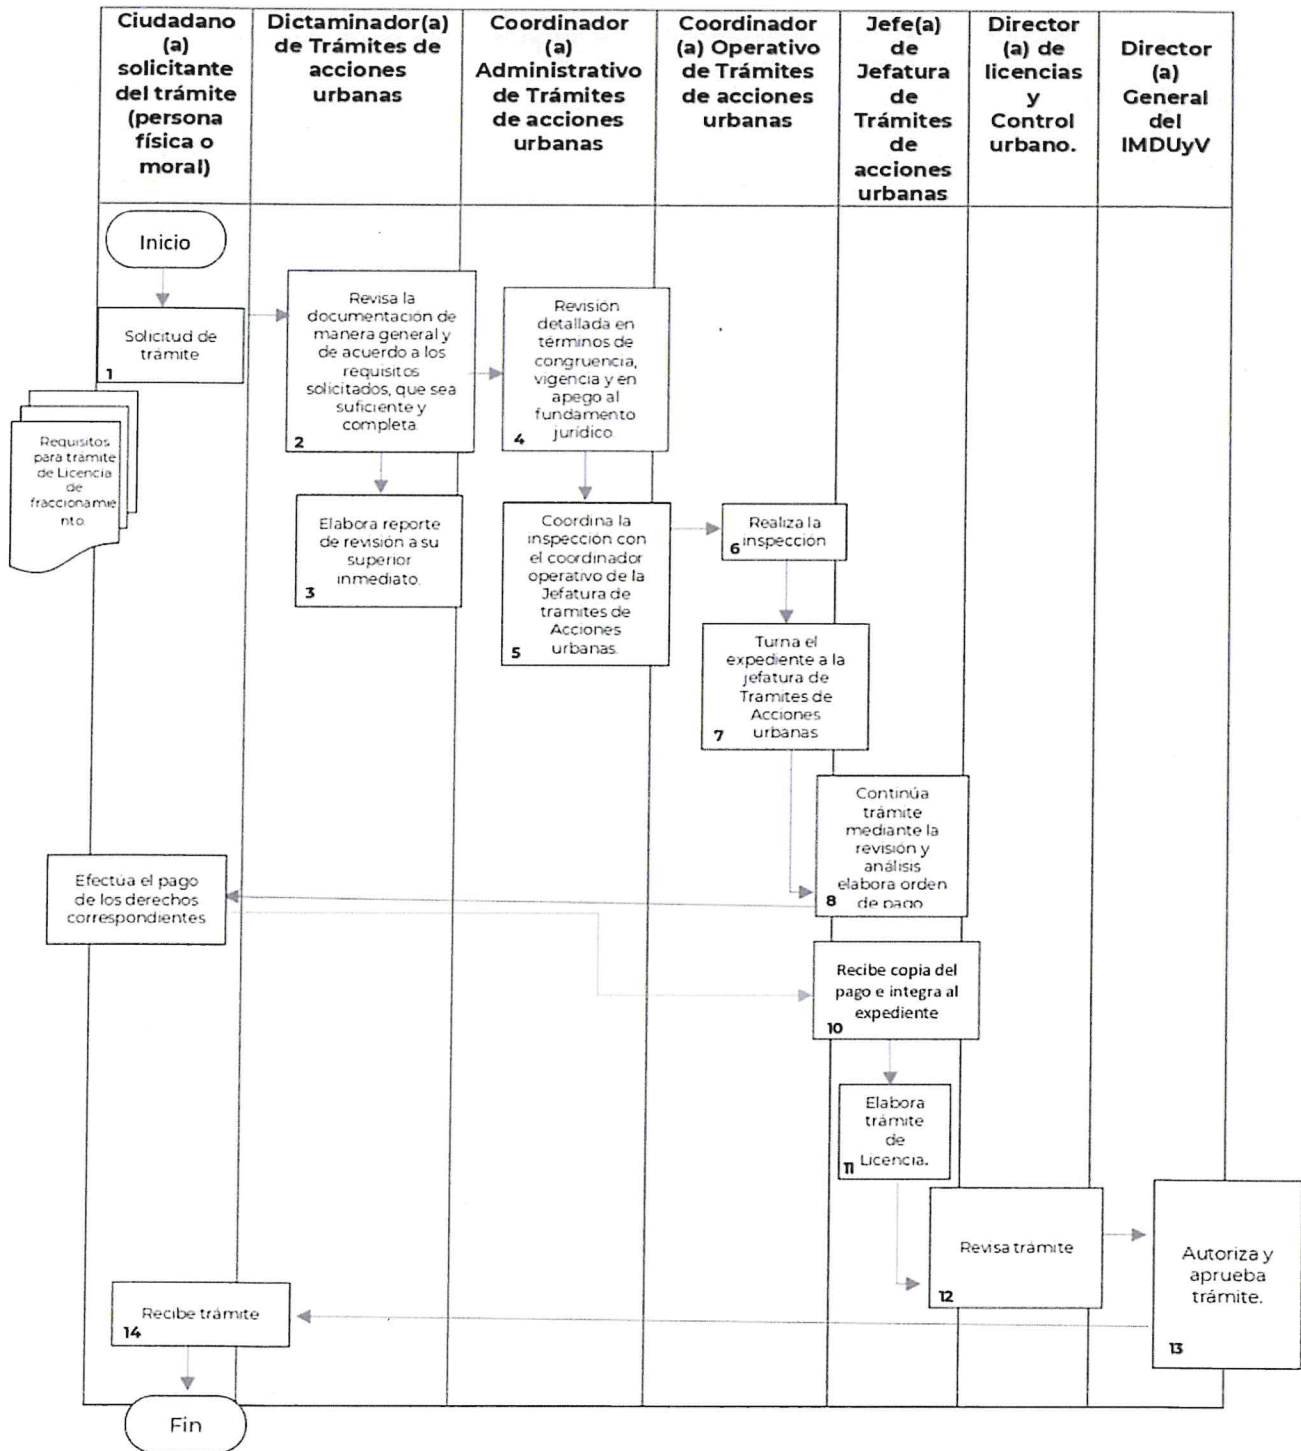 Ciudadano
(a)
solicitante
del trámite
(persona
física o
moral)
Dictaminador(a)
de Trámites de
acciones
urbanas
Coordinador
(a)
Administrativo
de Trámites
de acciones
urbanas
Coordinador
(a) Operativo
de Trámites
de acciones
urbanas
Jefe(a)
de
Jefatura
de
Trámites
de
acciones
urbanas
Director
(a) de
licencias
y
Control
urbano.
Director
(a)
General
del
IMDUyV
Inicio
Solicitud de
trámite
1
Requisitos
para trámite
de Licencia
de
fraccionamie
nto.
Revisa la
documentación de
manera general y
de acuerdo a los
requisitos
solicitados, que sea
suficiente y
completa.
2
Elabora reporte
de revisión a su
superior
inmediato.
3
Revisión
detallada en
términos de
congruencia,
vigencia y en
apego al
fundamento
jurídico
4
Coordina la
inspección con
el coordinador
operativo de la
Jefatura de
tramites de
Acciones
urbanas.
5
Realiza la
inspección
6
Turna el
expediente a la
jefatura de
Tramites de
Acciones
urbanas
7
Continúa
trámite
mediante la
revisión y
análisis
elabora orden
de pago
8
Efectúa el pago
de los derechos
correspondientes
Recibe copia del
pago e integra al
expediente
10
Elabora
trámite
de
Licencia.
11
Revisa trámite
12
Autoriza y
aprueba
trámite.
13
Recibe trámite
14
Fin